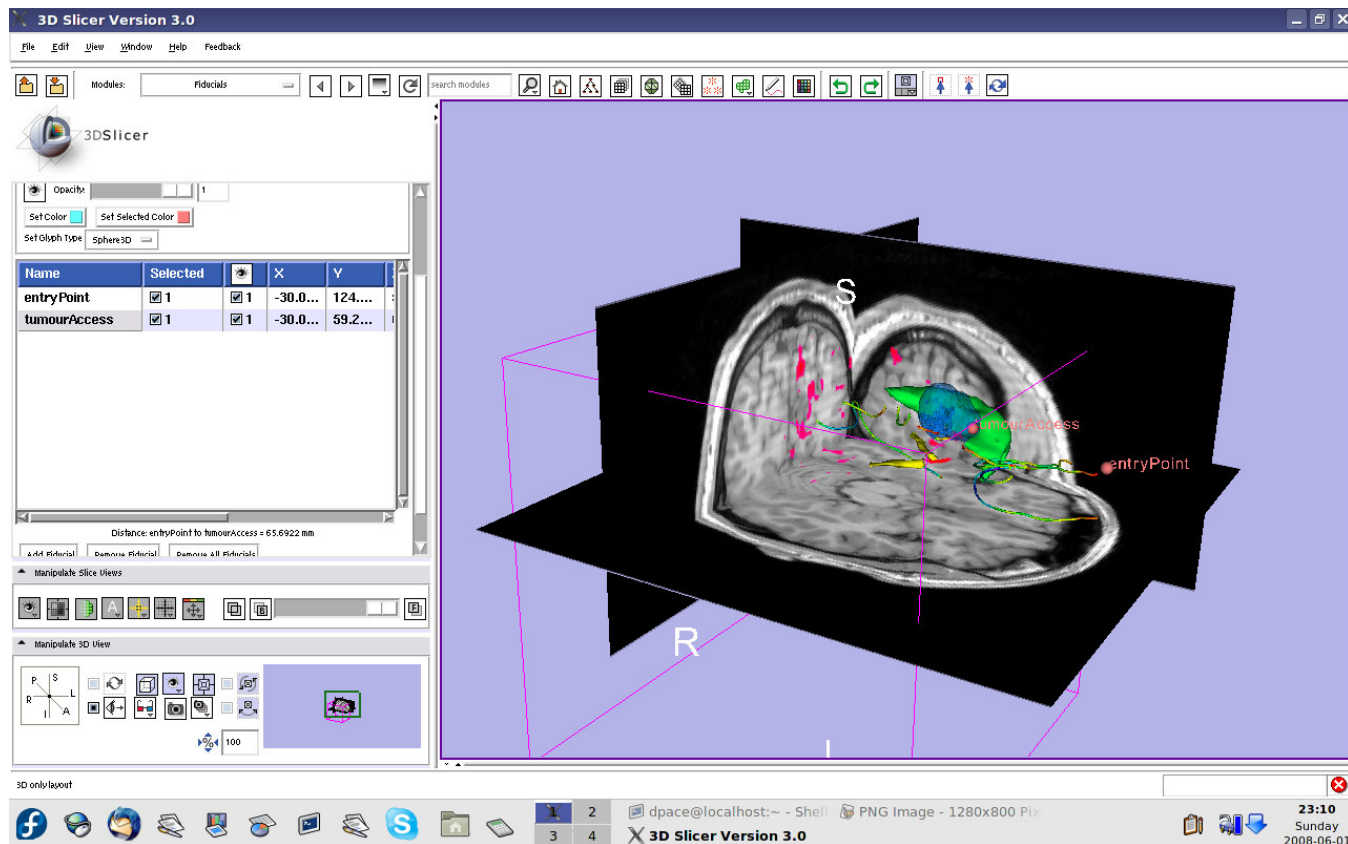 3D Slicer Version 3.0
File Edit View Window Help Feedback
Modules: Fiducials search modules
3DSlicer
Opacity: 1
Set Color Set Selected Color
Set Glyph Type Sphere3D
Name Selected X Y
entryPoint 1 1 -30.0... 124....
tumourAccess 1 1 -30.0... 59.2...
Distance: entryPoint to tumourAccess = 65.6922 mm
Add Fiducial Remove Fiducial Remove All Fiducials
Manipulate Slice Views
A B F
Manipulate 3D View
P S
R L
I A
% 100
S
tumourAccess
entryPoint
R
I
3D only layout
1 2
3 4
dpace@localhost:~ - Shell
PNG Image - 1280x800 Pix
3D Slicer Version 3.0
23:10
Sunday
2008-06-01